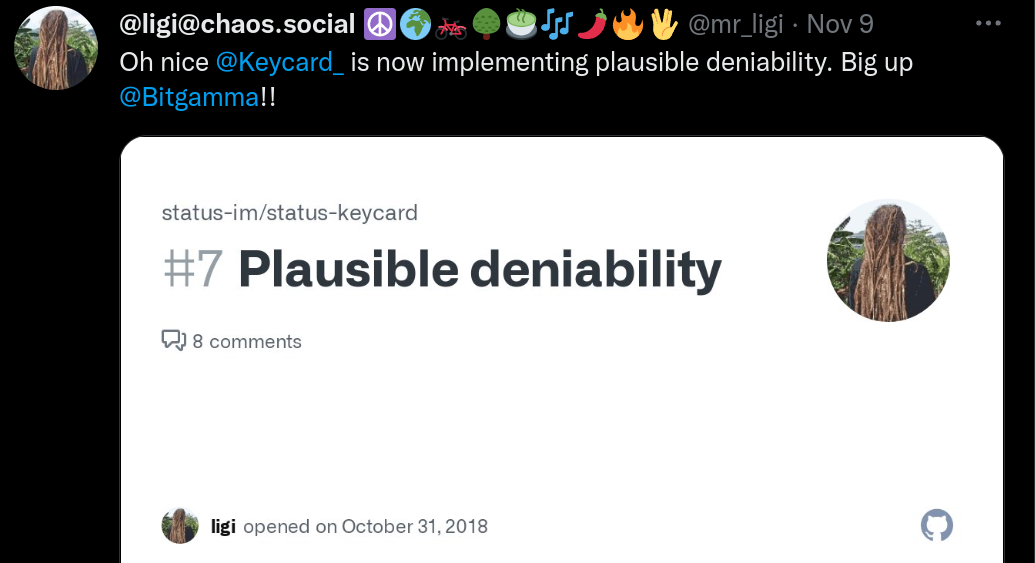 @ligi@chaos.social ☮️🌍🚲🌳🍵🎶🌶️🔥🖖 @mr_ligi · Nov 9
Oh nice @Keycard_ is now implementing plausible deniability. Big up
@Bitgamma!!
status-im/status-keycard
#7 Plausible deniability
8 comments
ligi opened on October 31, 2018